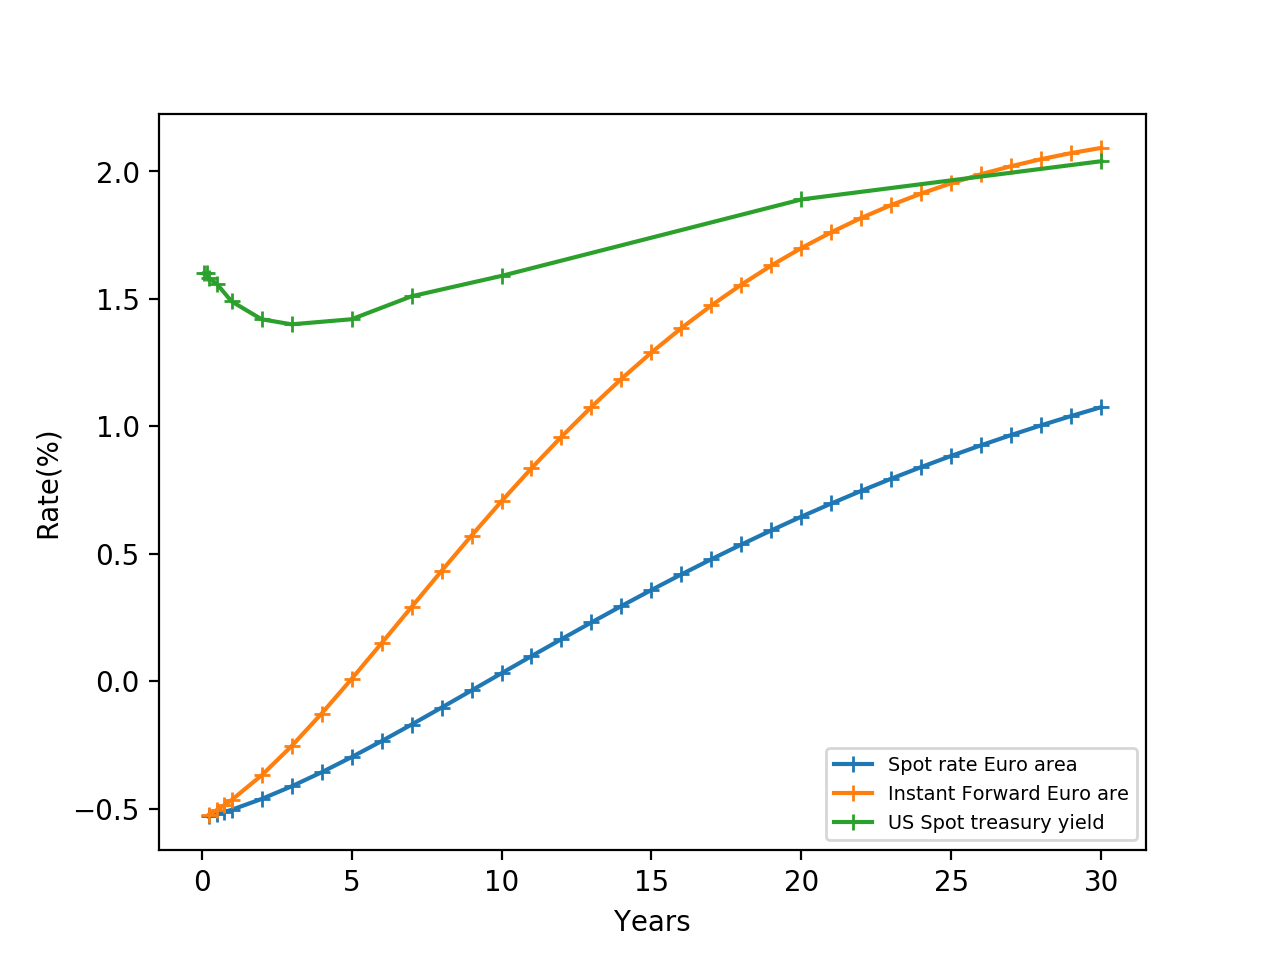 2.0
1.5
1.0
0.5
0.0
−0.5
Rate(%)
0 5 10 15 20 25 30
Years
Spot rate Euro area
Instant Forward Euro are
US Spot treasury yield